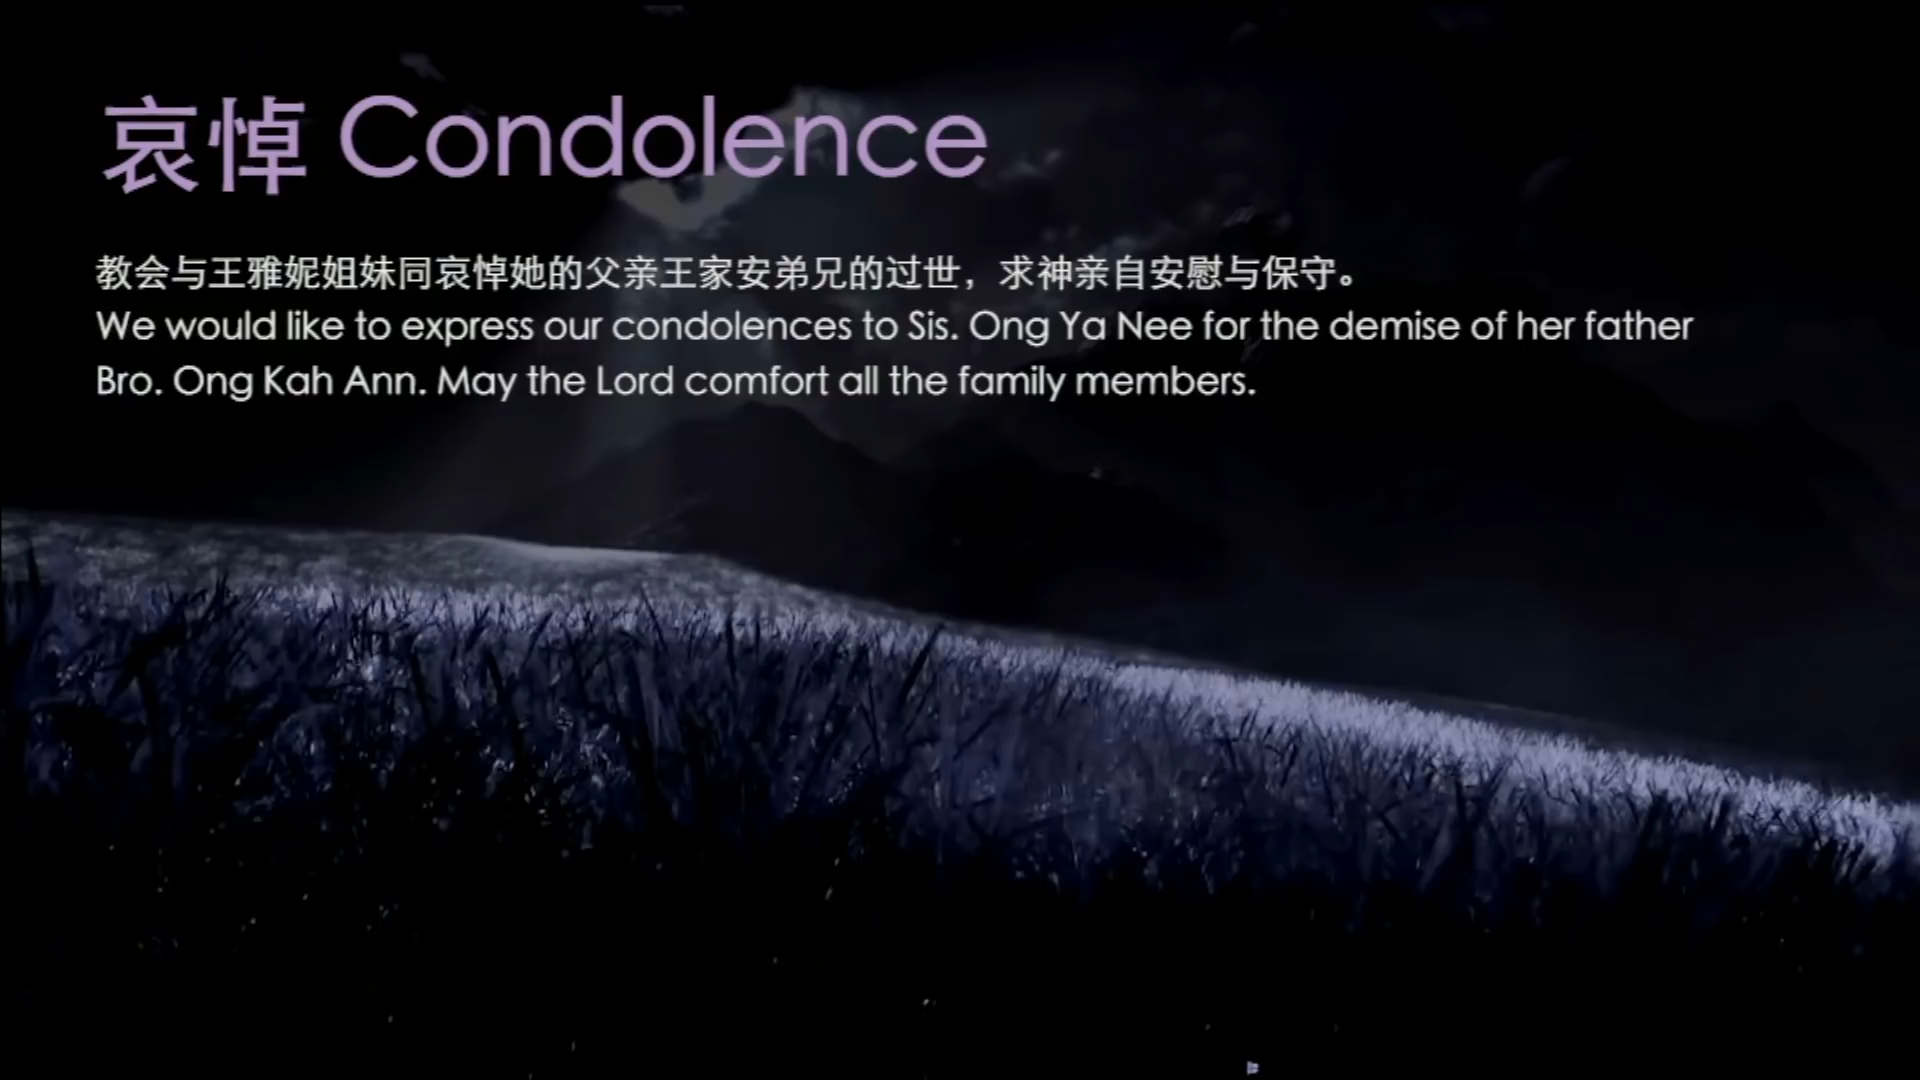 哀悼 Condolence
教会与王雅妮姐妹同哀悼她的父亲王家安弟兄的过世，求神亲自安慰与保守。
We would like to express our condolences to Sis. Ong Ya Nee for the demise of her father
Bro. Ong Kah Ann. May the Lord comfort all the family members.